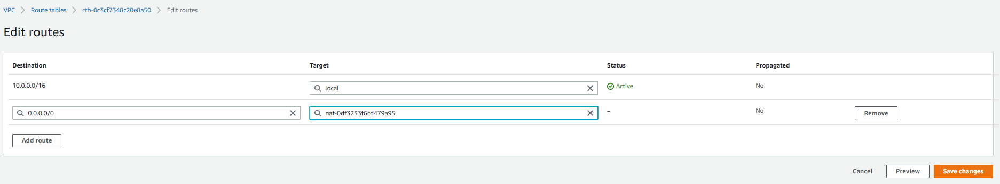 VPC > Route tables > rtb-0c3cf7348c20e8a50 > Edit routes
Edit routes
Destination Target Status Propagated
10.0.0.0/16 local Active No
0.0.0.0/0 nat-0df3233f6cd479a95 – No Remove
Add route
Cancel Preview Save changes